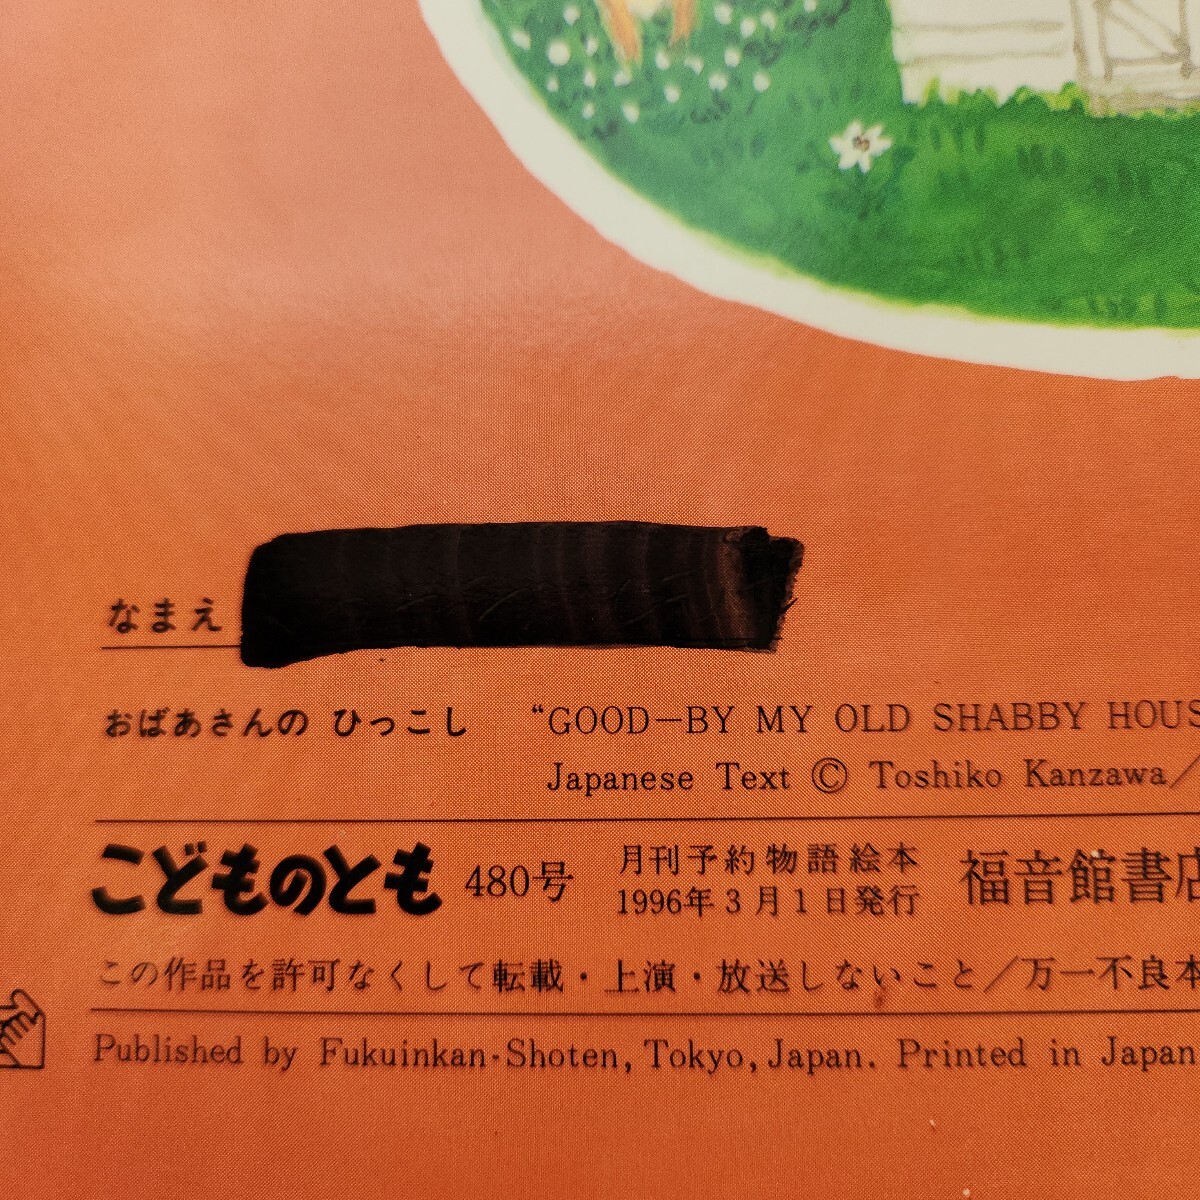 なまえ
おばあさんの ひっこし “GOOD—BY MY OLD SHABBY HOUS
Japanese Text Ⓒ Toshiko Kanzawa／
こどものとも 480号 月刊予約物語絵本 福音館書店
1996年3月1日発行
この作品を許可なくして転載・上演・放送しないこと／万一不良本
Published by Fukuinkan-Shoten, Tokyo, Japan. Printed in Japan